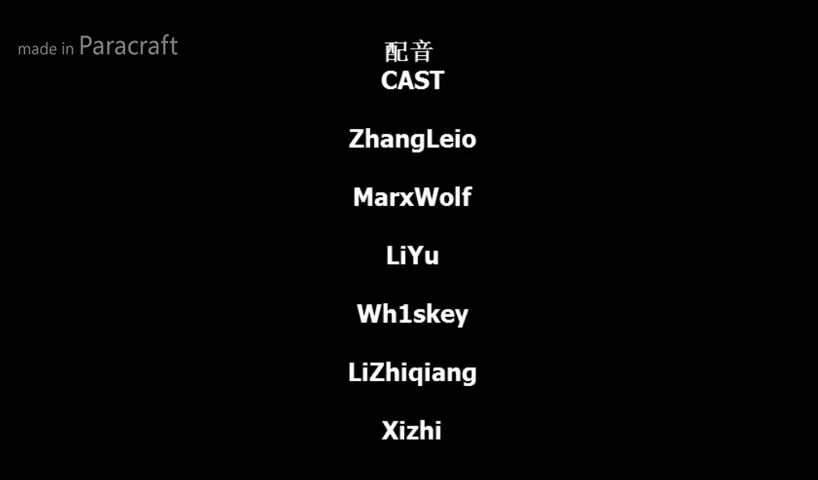 made in Paracraft
配音
CAST
ZhangLeio
MarxWolf
LiYu
Wh1skey
LiZhiqiang
Xizhi